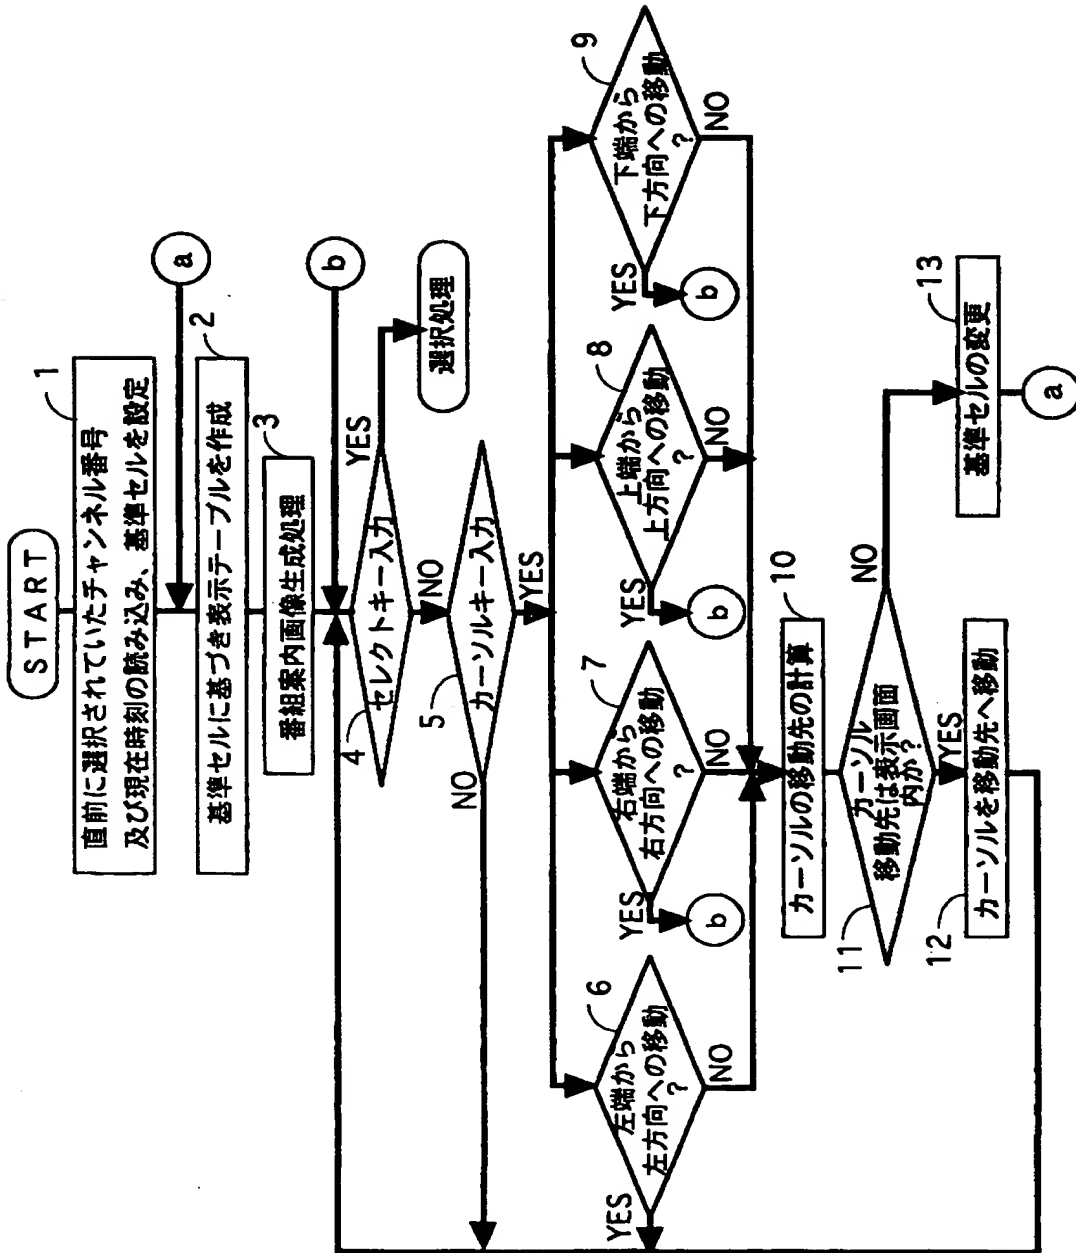 START
直前に選択されていたチャンネル番号
及び現在時刻の読み込み、基準セルを設定
1
a
基準セルに基づき表示テーブルを作成
2
番組案内画像生成処理
3
b
セレクトキー入力
4
YES
選択処理
NO
カーソルキー入力
5
NO
YES
左端から
左方向への移動
?
6
YES
NO
右端から
右方向への移動
?
7
YES
b
NO
上端から
上方向への移動
?
8
YES
b
NO
下端から
下方向への移動
?
9
YES
b
NO
カーソルの移動先の計算
10
カーソル
移動先は表示画面
内か?
11
NO
YES
カーソルを移動先へ移動
12
基準セルの変更
13
a